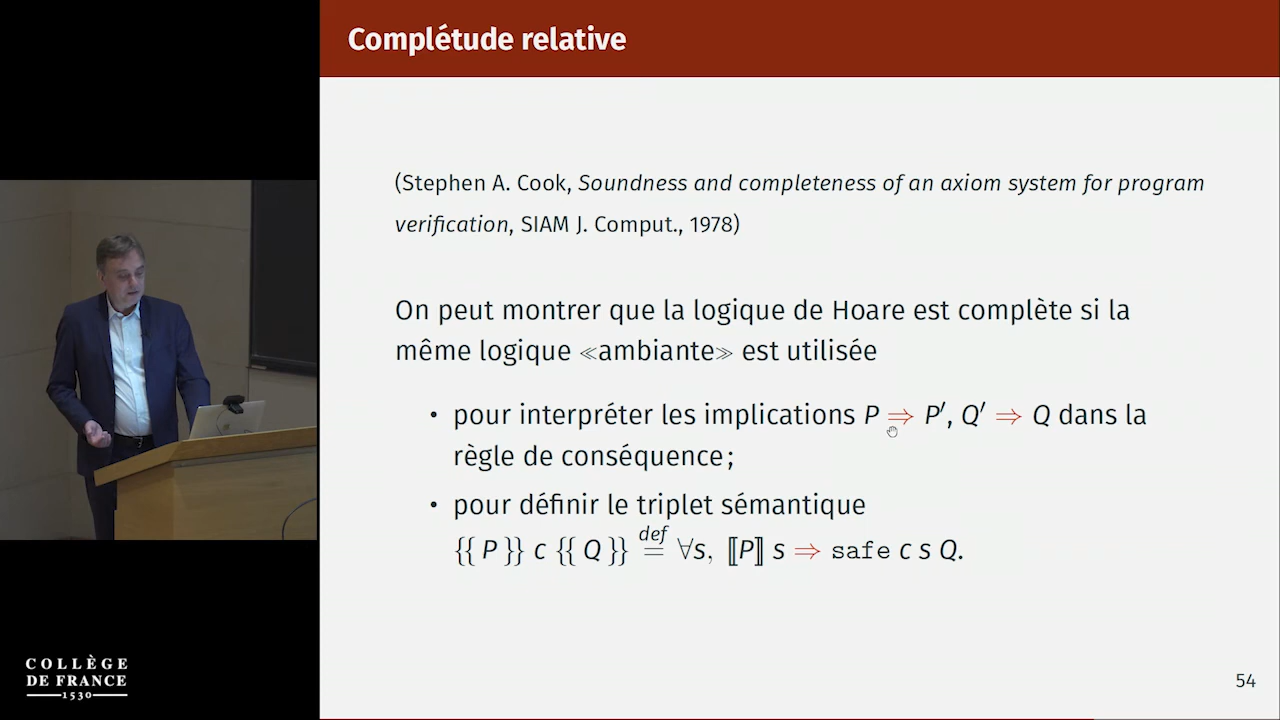 Complétude relative
(Stephen A. Cook, Soundness and completeness of an axiom system for program
verification, SIAM J. Comput., 1978)
On peut montrer que la logique de Hoare est complète si la
même logique ≪ambiante≫ est utilisée
• pour interpréter les implications P ⇒ P′, Q′ ⇒ Q dans la
règle de conséquence ;
• pour définir le triplet sémantique
{{ P }} c {{ Q }} def= ∀s, ⟦P⟧ s ⇒ safe c s Q.
COLLÈGE
DE FRANCE
1530
54